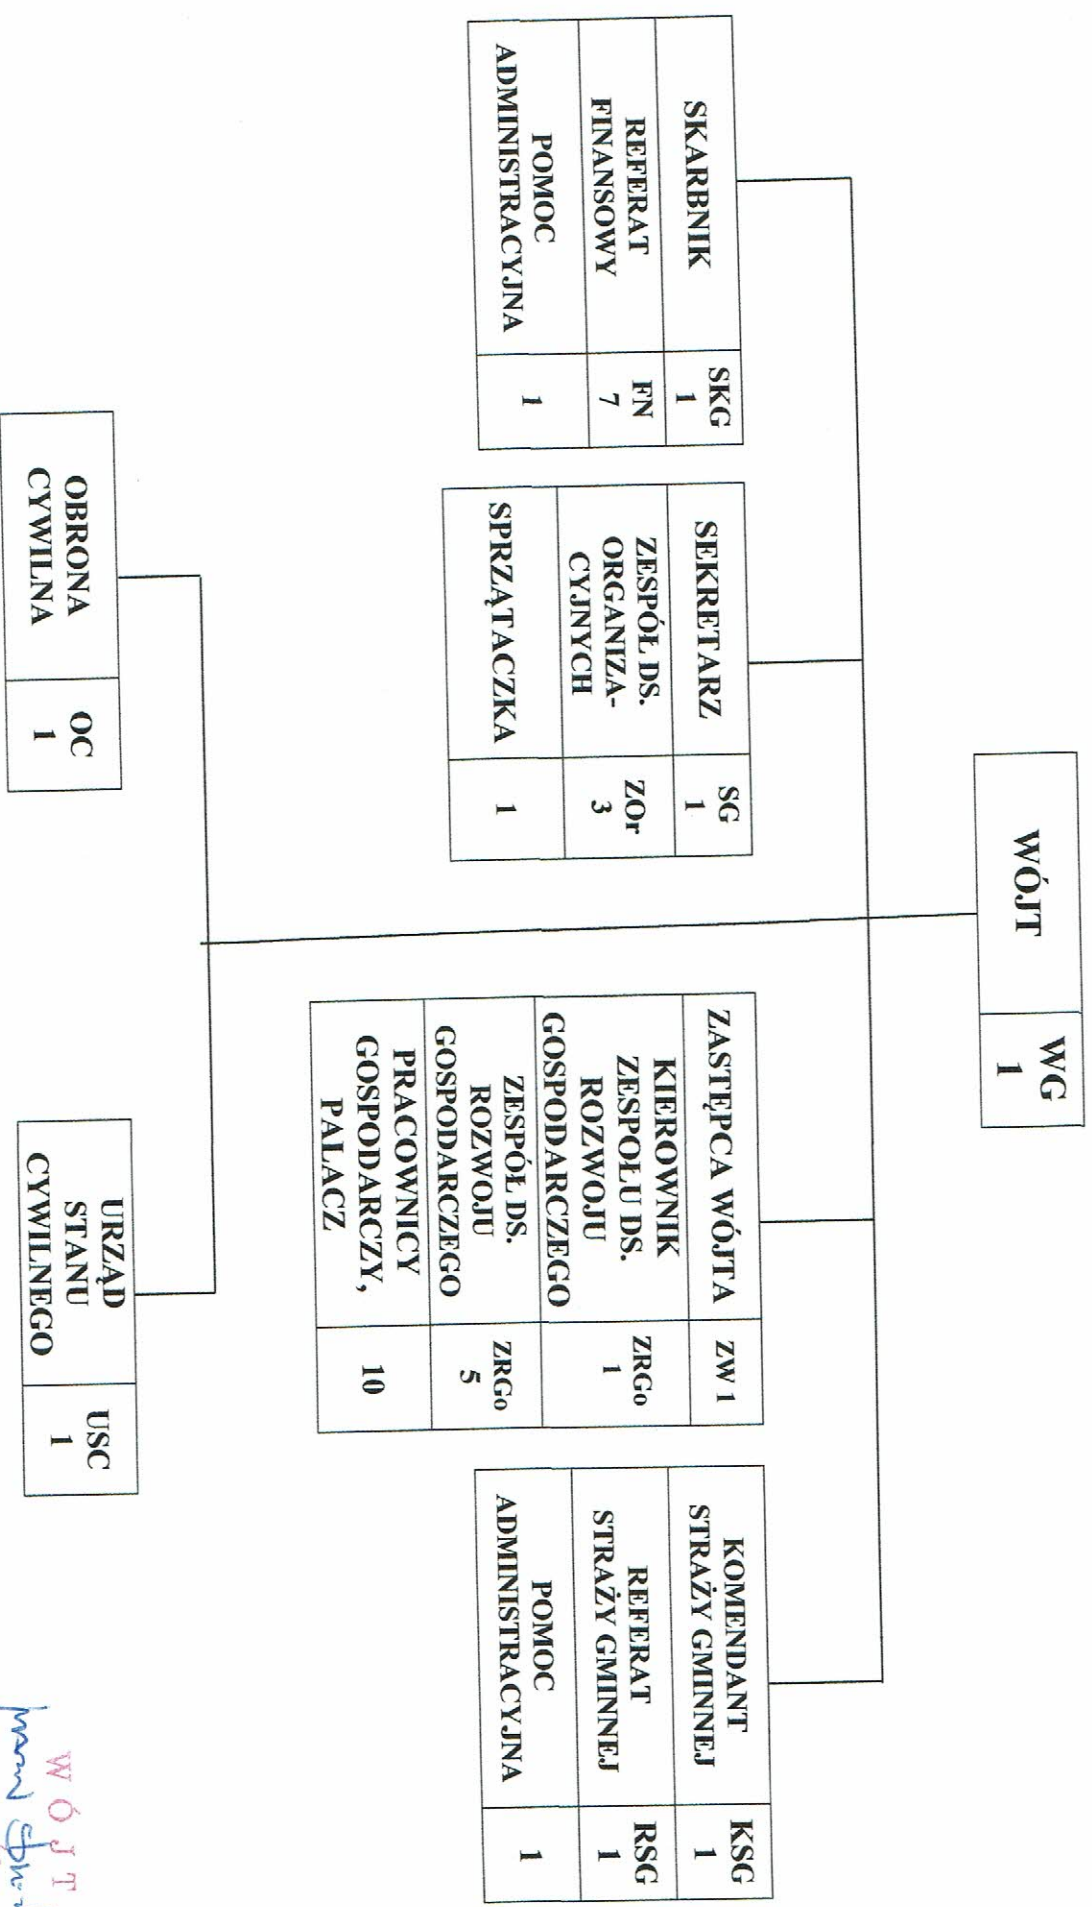 WÓJT
WG
1
SKARBNIK
SKG
1
REFERAT
FINANSOWY
FN
7
POMOC
ADMINISTRACYJNA
1
SEKRETARZ
SG
1
ZESPÓŁ DS.
ORGANIZA-
CYJNYCH
ZOr
3
SPRZĄTACZKA
1
ZASTĘPCA WÓJTA
ZW 1
KIEROWNIK
ZESPOŁU DS.
ROZWOJU
GOSPODARCZEGO
ZRGo
1
ZESPÓŁ DS.
ROZWOJU
GOSPODARCZEGO
ZRGo
5
PRACOWNICY
GOSPODARCZY,
PALACZ
10
KOMENDANT
STRAŻY GMINNEJ
KSG
1
REFERAT
STRAŻY GMINNEJ
RSG
1
POMOC
ADMINISTRACYJNA
1
OBRONA
CYWILNA
OC
1
URZĄD
STANU
CYWILNEGO
USC
1
WÓJT